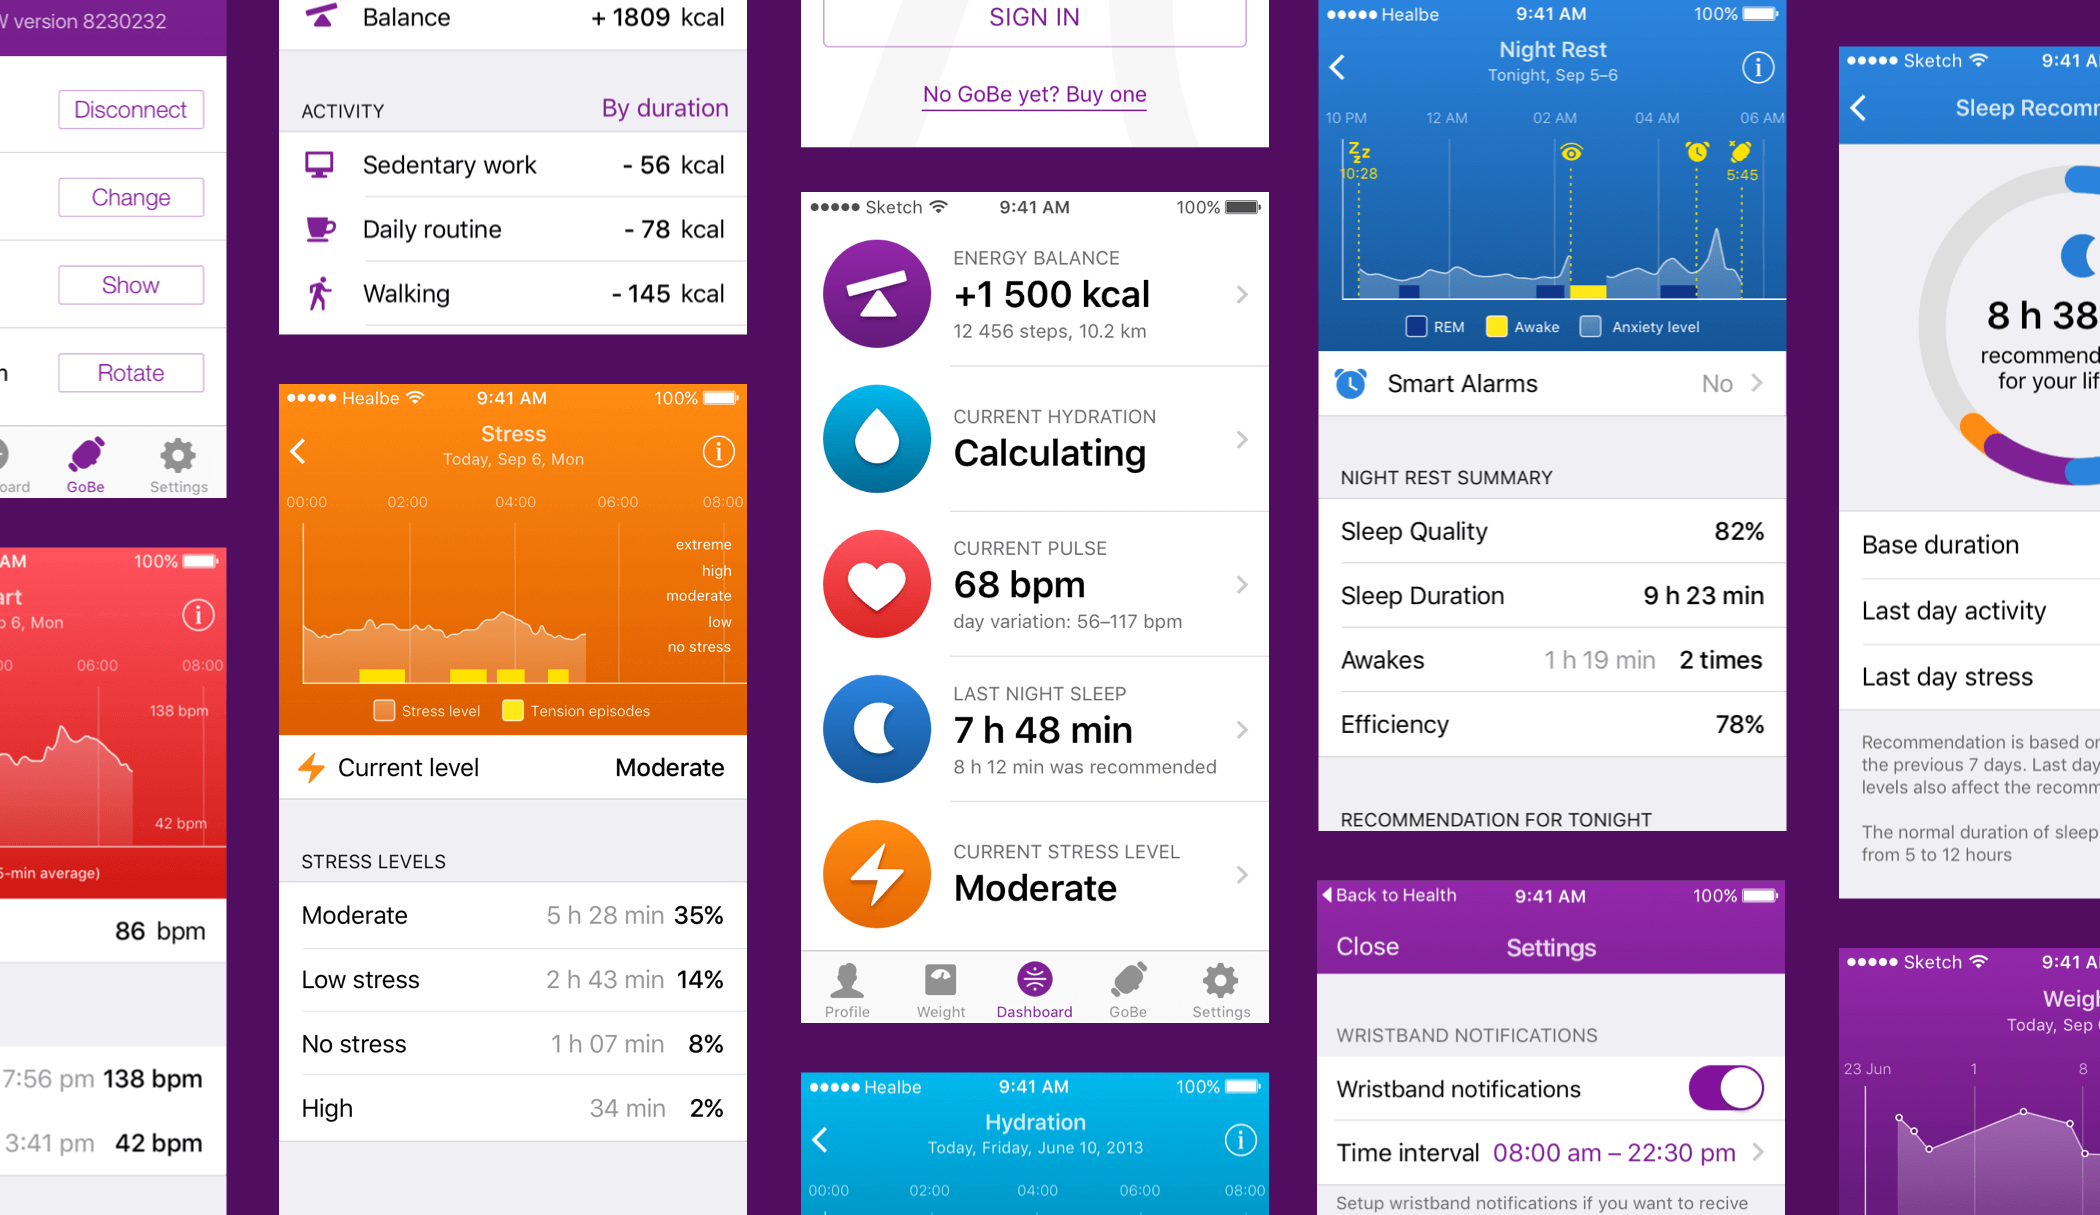 version 8230232
Disconnect
Change
Show
Rotate
GoBe
Settings
100%
6, Mon
06:00 08:00
138 bpm
42 bpm
5-min average)
86 bpm
7:56 pm 138 bpm
3:41 pm 42 bpm
Balance + 1809 kcal
ACTIVITY By duration
Sedentary work - 56 kcal
Daily routine - 78 kcal
Walking - 145 kcal
Healbe 9:41 AM 100%
Stress
Today, Sep 6, Mon
00:00 02:00 04:00 06:00 08:00
extreme
high
moderate
low
no stress
Stress level Tension episodes
Current level Moderate
STRESS LEVELS
Moderate 5 h 28 min 35%
Low stress 2 h 43 min 14%
No stress 1 h 07 min 8%
High 34 min 2%
SIGN IN
No GoBe yet? Buy one
Sketch 9:41 AM 100%
ENERGY BALANCE
+1 500 kcal
12 456 steps, 10.2 km
CURRENT HYDRATION
Calculating
CURRENT PULSE
68 bpm
day variation: 56–117 bpm
LAST NIGHT SLEEP
7 h 48 min
8 h 12 min was recommended
CURRENT STRESS LEVEL
Moderate
Profile Weight Dashboard GoBe Settings
Healbe 9:41 AM 100%
Hydration
Today, Friday, June 10, 2013
00:00 02:00 04:00 06:00 08:00
Healbe 9:41 AM 100%
Night Rest
Tonight, Sep 5–6
10 PM 12 AM 02 AM 04 AM 06 AM
Zzz
10:28 5:45
REM Awake Anxiety level
Smart Alarms No
NIGHT REST SUMMARY
Sleep Quality 82%
Sleep Duration 9 h 23 min
Awakes 1 h 19 min 2 times
Efficiency 78%
RECOMMENDATION FOR TONIGHT
Back to Health 9:41 AM 100%
Close Settings
WRISTBAND NOTIFICATIONS
Wristband notifications
Time interval 08:00 am – 22:30 pm
Setup wristband notifications if you want to recive
Sketch 9:41 A
Sleep Recomm
8 h 38
recommend
for your lif
Base duration
Last day activity
Last day stress
Recommendation is based on
the previous 7 days. Last day
levels also affect the recomm
The normal duration of sleep
from 5 to 12 hours
Sketch 9:41 A
Weigh
Today, Sep
23 Jun 1 8